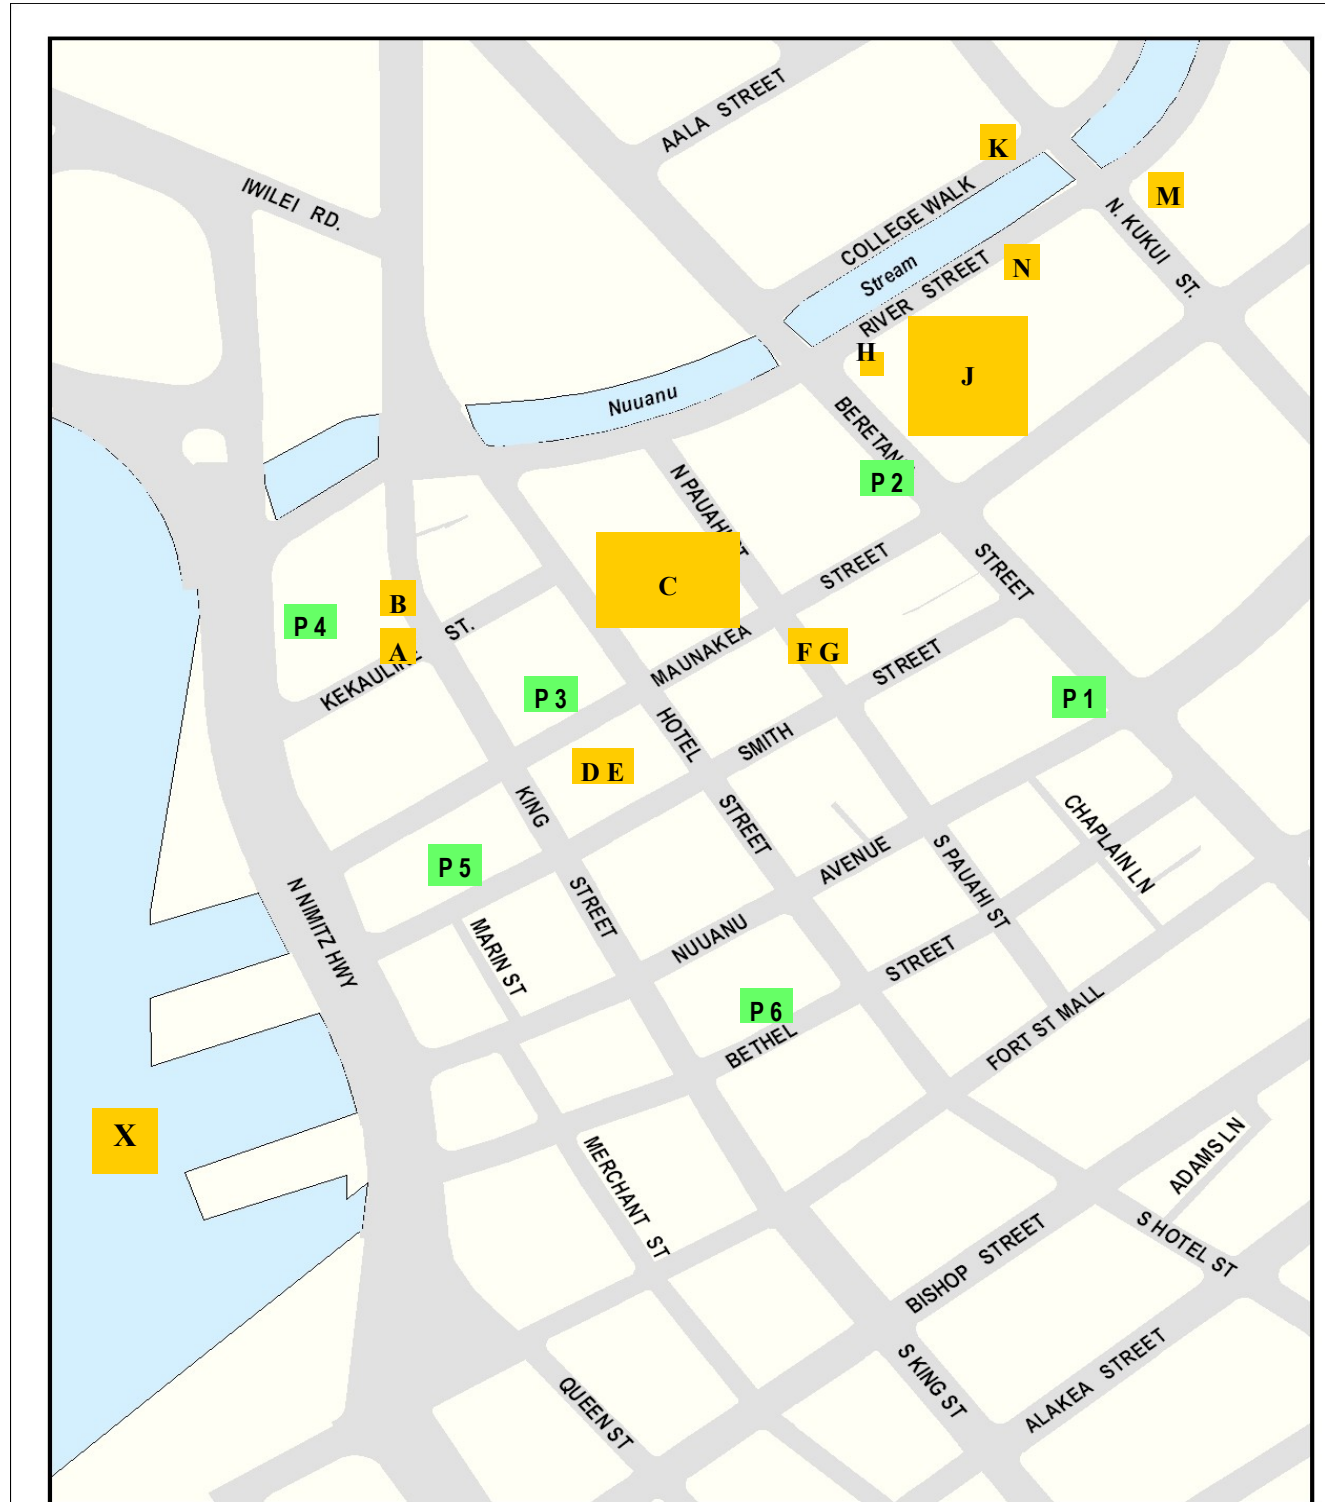 AALA STREET
K
IWILEI RD.
COLLEGE WALK
M
N. KUKUI ST.
Stream
RIVER STREET
N
H
J
Nuuanu
BERETAN
P 2
N PAUAHI ST
C
STREET
STREET
B
P 4
ST.
A
KEKAULIKE
MAUNAKEA
F G
STREET
P 3
P 1
HOTEL
SMITH
D E
KING
STREET
CHAPLAIN LN
AVENUE
S PAUAHI ST
P 5
N NIMITZ HWY
STREET
MARIN ST
NUUANU
STREET
P 6
BETHEL
FORT ST MALL
X
MERCHANT ST
ADAMS LN
S HOTEL ST
BISHOP STREET
S KING ST
ALAKEA STREET
QUEEN ST